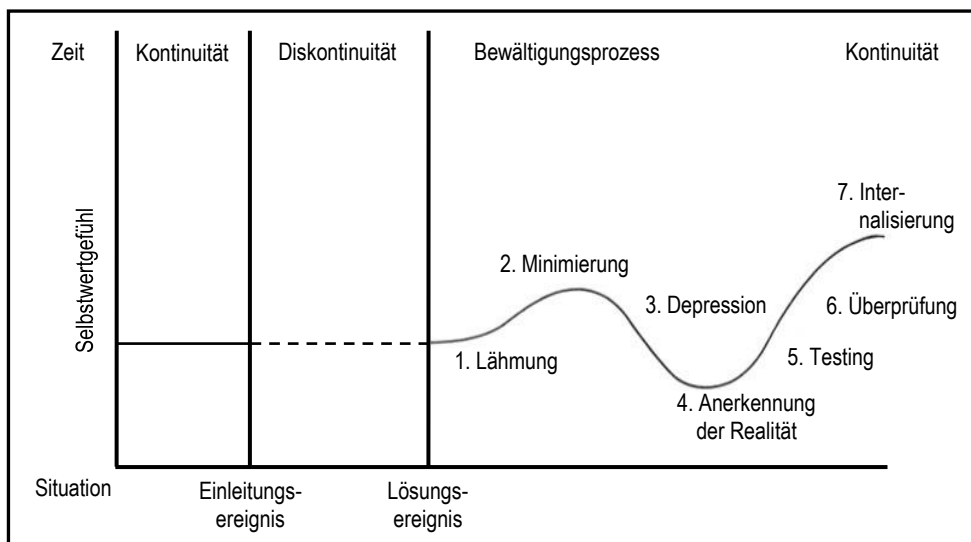 Zeit Kontinuität Diskontinuität Bewältigungsprozess Kontinuität
Selbstwertgefühl
7. Inter-
nalisierung
2. Minimierung
3. Depression
6. Überprüfung
1. Lähmung
5. Testing
4. Anerkennung
der Realität
Situation
Einleitungs-
ereignis
Lösungs-
ereignis